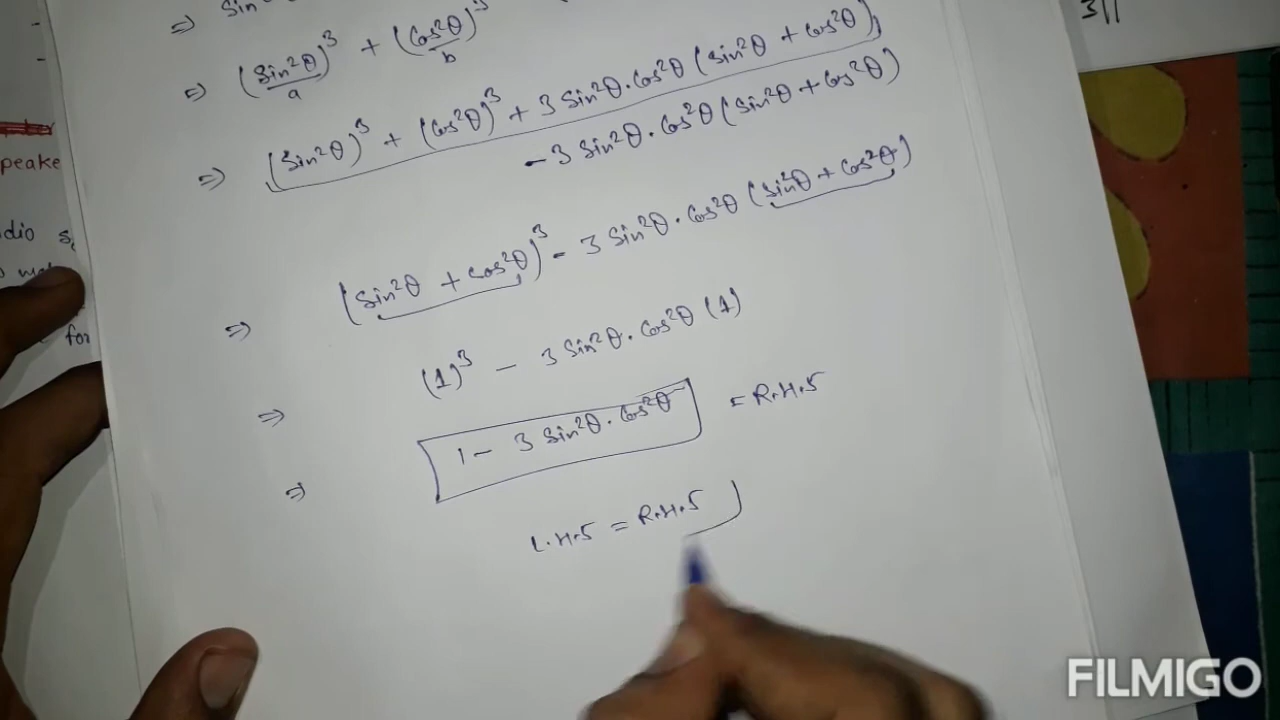 ⇒ Sin
⇒ (Sin²θ)³ + (Cos²θ)³
a b
⇒ (Sin²θ)³ + (Cos²θ)³ + 3 Sin²θ.Cos²θ (Sin²θ + Cos²θ)
- 3 Sin²θ.Cos²θ (Sin²θ + Cos²θ)
⇒ (Sin²θ + Cos²θ)³ - 3 Sin²θ.Cos²θ (Sin²θ + Cos²θ)
⇒ (1)³ - 3 Sin²θ.Cos²θ (1)
⇒ 1 - 3 Sin²θ.Cos²θ = R.H.S
L.H.S = R.H.S
peake
dio
for
FILMIGO